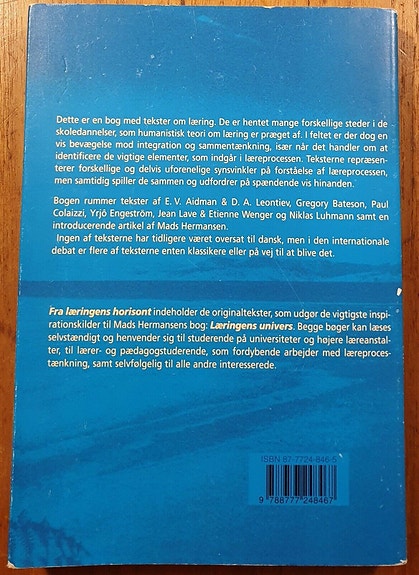 Dette er en bog med tekster om læring. De er hentet mange forskellige steder i de
skoledannelser, som humanistisk teori om læring er præget af. I feltet er der dog en
vis bevægelse mod integration og sammentænkning, især når det handler om at
identificere de vigtige elementer, som indgår i læreprocessen. Teksterne repræsen-
terer forskellige og delvis uforenelige synsvinkler på forståelse af læreprocessen,
men samtidig spiller de sammen og udfordrer på spændende vis hinanden.
Bogen rummer tekster af E. V. Aidman & D. A. Leontiev, Gregory Bateson, Paul
Colaizzi, Yrjö Engeström, Jean Lave & Etienne Wenger og Niklas Luhmann samt en
introducerende artikel af Mads Hermansen.
Ingen af teksterne har tidligere været oversat til dansk, men i den internationale
debat er flere af teksterne enten klassikere eller på vej til at blive det.
Fra læringens horisont indeholder de originaltekster, som udgør de vigtigste inspi-
rationskilder til Mads Hermansens bog: Læringens univers. Begge bøger kan læses
selvstændigt og henvender sig til studerende på universiteter og højere læreanstal-
ter, til lærer- og pædagogstuderende, som fordybende arbejder med læreproces-
tænkning, samt selvfølgelig til alle andre interesserede.
ISBN 87-7724-846-5
9 788777 248467